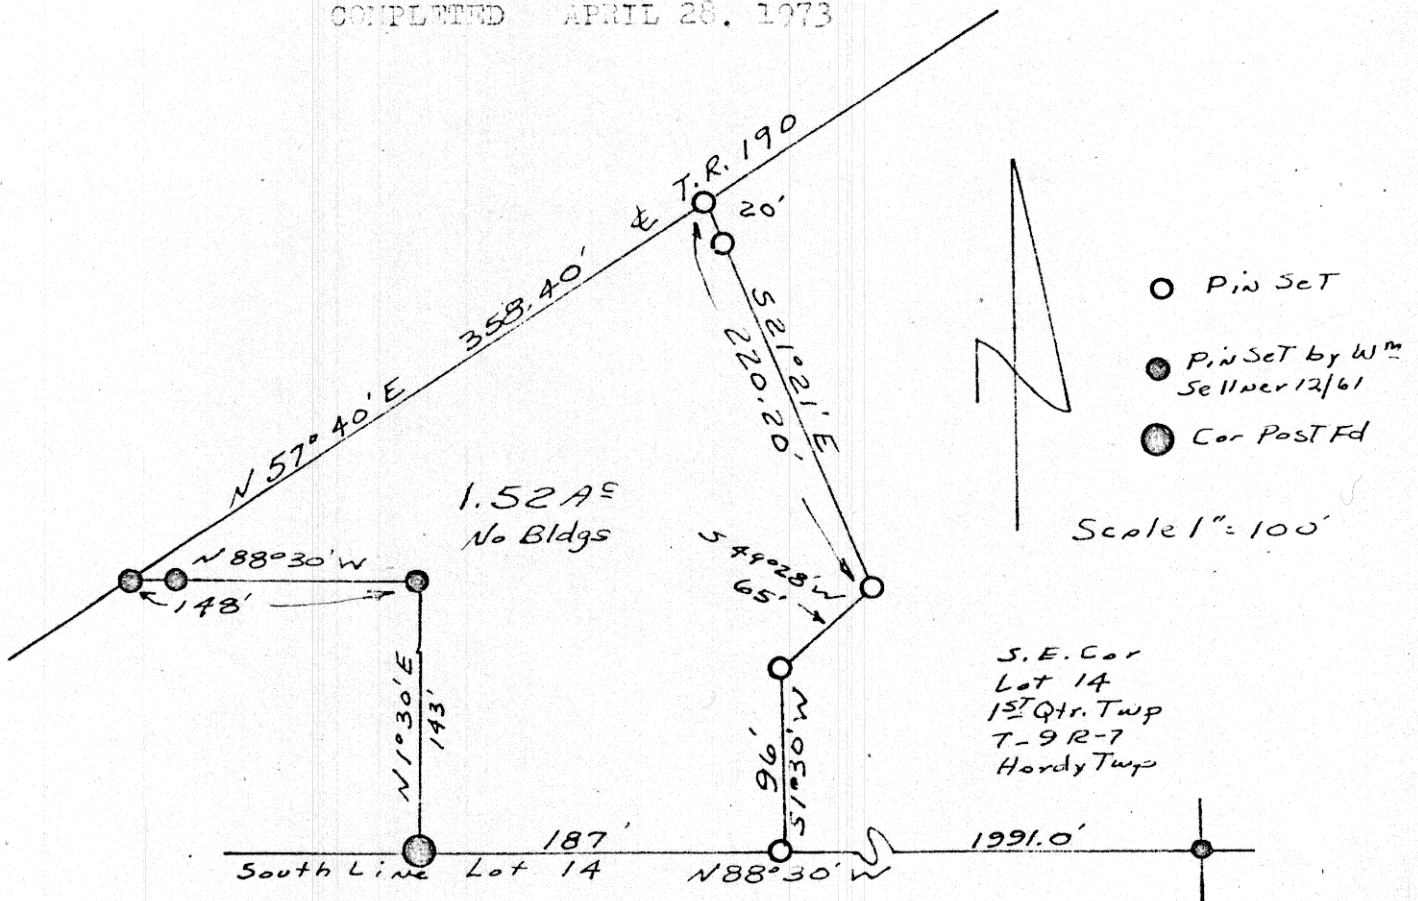 COMPLETED APRIL 28. 1973
T.R. 190
20'
℄
358.40'
N 57° 40' E
S 21° 21' E
220.20'
Pin Set
Pin Set by Wm
Sellner 12/61
Cor Post Fd
Scale 1" = 100'
1.52 Ac
No Bldgs
N 88° 30' W
148'
S 49° 28' W
65'
N 1° 30' E
143'
96'
S 1° 30' W
S.E. Cor
Lot 14
1ST Qtr. Twp
T-9 R-7
Hardy Twp
187'
1991.0'
South Line Lot 14
N 88° 30' W